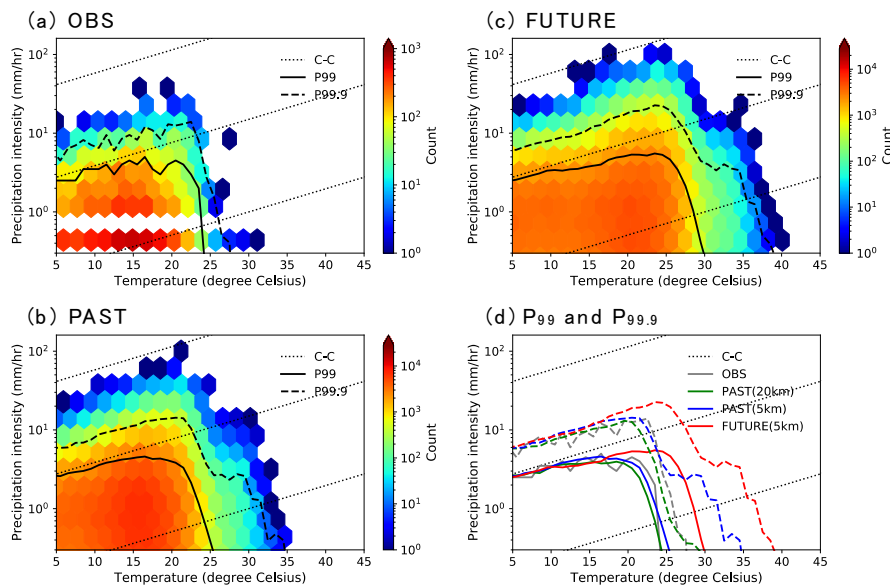 (a) OBS
10²
10¹
10⁰
Precipitation intensity (mm/hr)
5 10 15 20 25 30 35 40 45
Temperature (degree Celsius)
C-C
P99
P99.9
10³
10²
10¹
10⁰
Count
(c) FUTURE
10²
10¹
10⁰
Precipitation intensity (mm/hr)
5 10 15 20 25 30 35 40 45
Temperature (degree Celsius)
C-C
P99
P99.9
10⁴
10³
10²
10¹
10⁰
Count
(b) PAST
10²
10¹
10⁰
Precipitation intensity (mm/hr)
5 10 15 20 25 30 35 40 45
Temperature (degree Celsius)
C-C
P99
P99.9
10⁴
10³
10²
10¹
10⁰
Count
(d) P99 and P99.9
10²
10¹
10⁰
Precipitation intensity (mm/hr)
5 10 15 20 25 30 35 40 45
Temperature (degree Celsius)
C-C
OBS
PAST(20km)
PAST(5km)
FUTURE(5km)